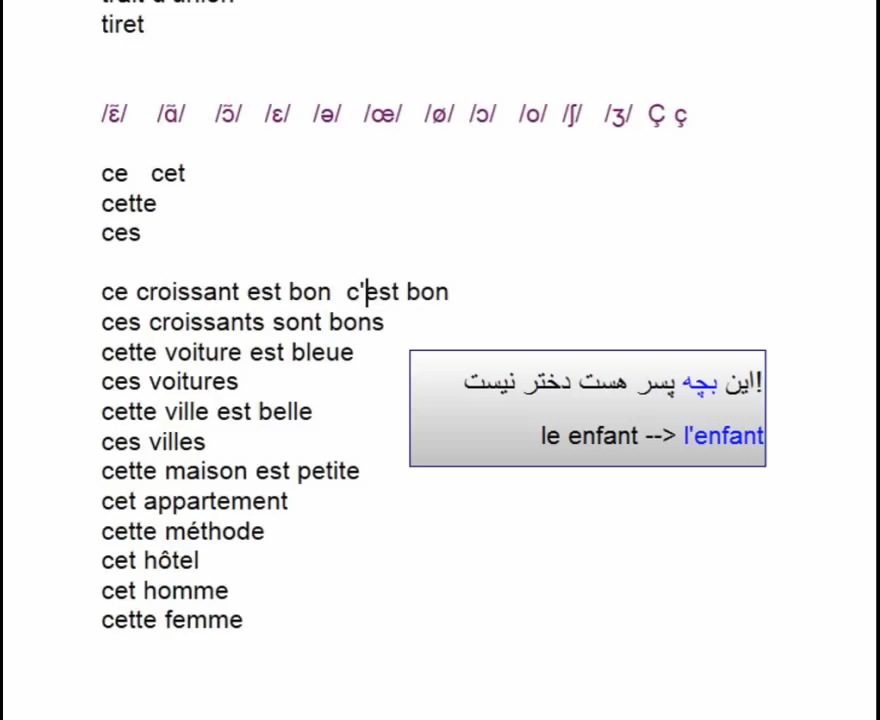 trait d'union
tiret
/ɛ̃/ /ɑ̃/ /ɔ̃/ /ɛ/ /ə/ /œ/ /ø/ /ɔ/ /o/ /ʃ/ /ʒ/ Ç ç
ce cet
cette
ces
ce croissant est bon c'est bon
ces croissants sont bons
cette voiture est bleue
ces voitures
cette ville est belle
ces villes
cette maison est petite
cet appartement
cette méthode
cet hôtel
cet homme
cette femme
این بچه پسر هست دختر نیست!
le enfant --> l'enfant